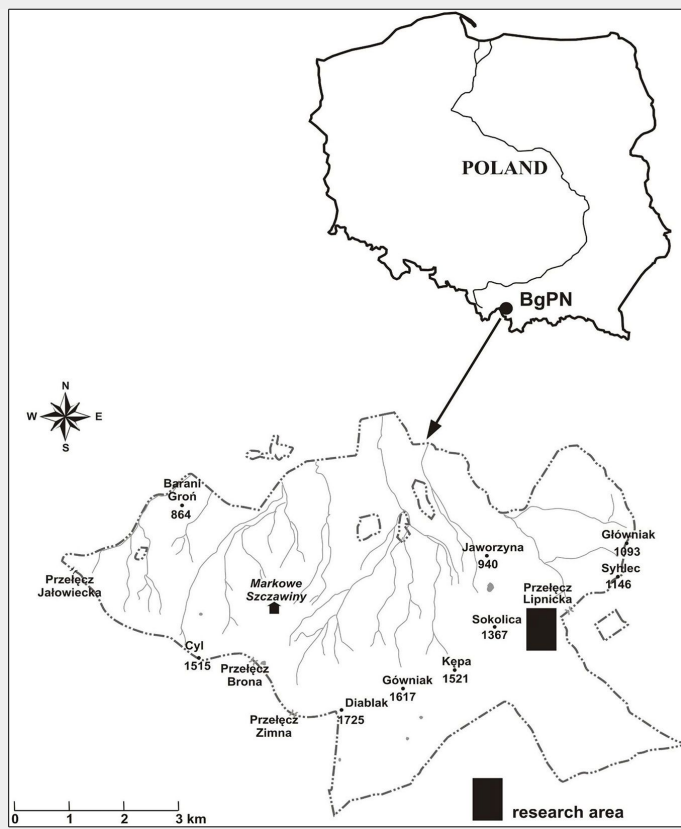 POLAND
BgPN
N
W E
S
Barani
Groń
864
Główniak
1093
Jaworzyna
940
Sylhec
1146
Przełęcz
Jałowiecka
Markowe
Szczawiny
Przełęcz
Lipnicka
Sokolica
1367
Cyl
1515
Przełęcz
Brona
Kępa
1521
Gówniak
1617
Diablak
1725
Przełęcz
Zimna
0 1 2 3 km
research area